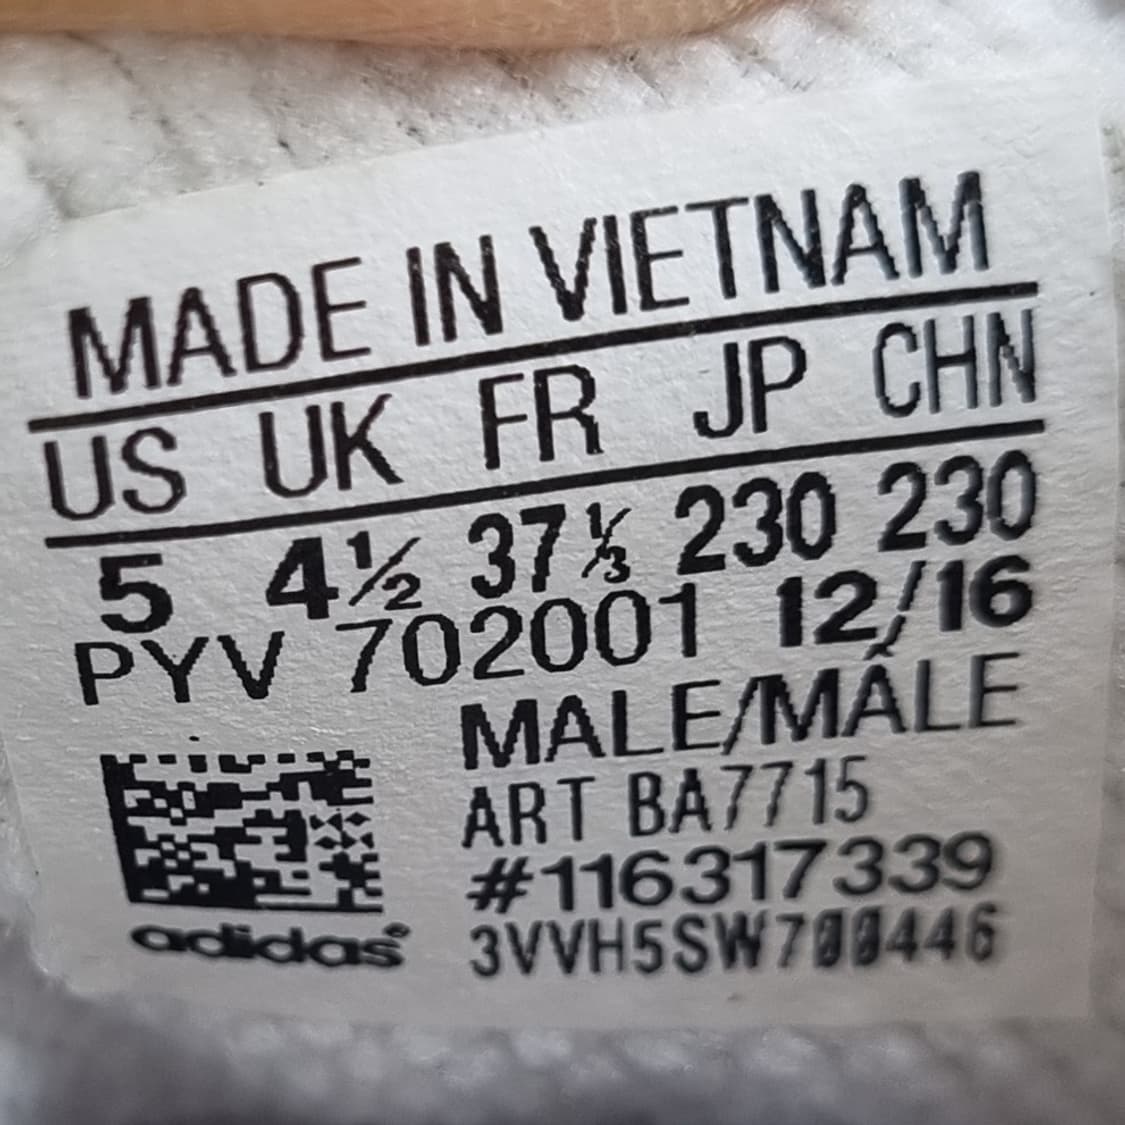 MADE IN VIETNAM
US UK FR JP CHN
5 4½ 37⅓ 230 230
PYV 702001 12/16
MALE/MÂLE
ART BA7715
#116317339
3VVH5SW700446
adidas®